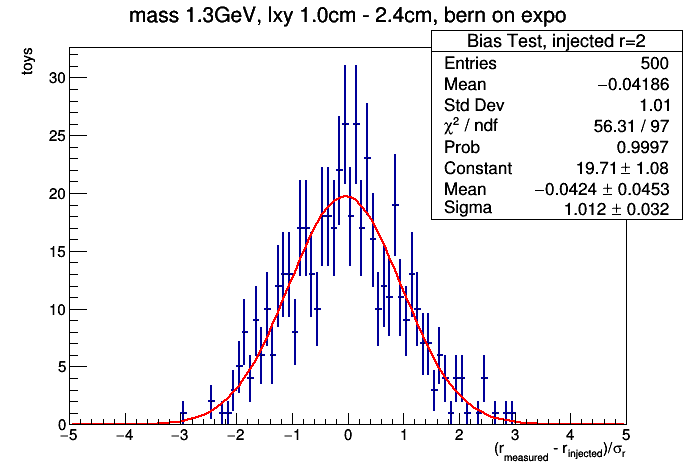 mass 1.3GeV, lxy 1.0cm - 2.4cm, bern on expo
toys
Bias Test, injected r=2
Entries 500
Mean −0.04186
Std Dev 1.01
χ² / ndf 56.31 / 97
Prob 0.9997
Constant 19.71 ± 1.08
Mean −0.0424 ± 0.0453
Sigma 1.012 ± 0.032
30
25
20
15
10
5
0
−5 −4 −3 −2 −1 0 1 2 3 4 5
(r_measured - r_injected)/σ_r